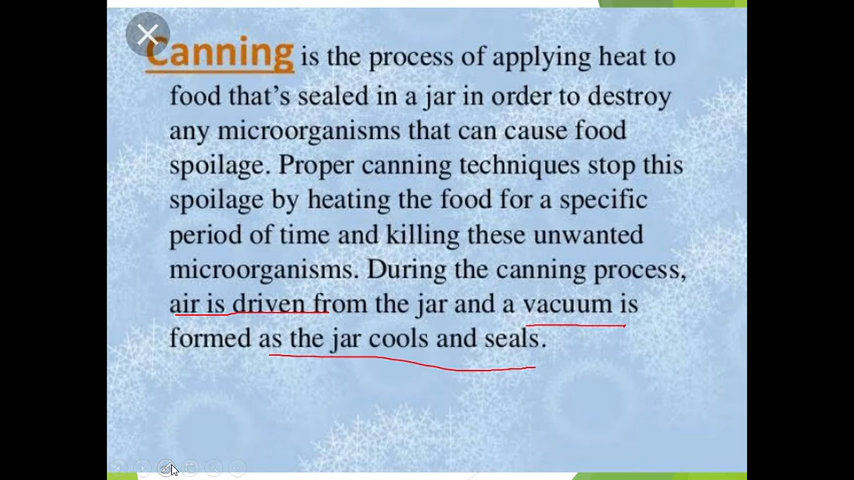 Canning is the process of applying heat to
food that's sealed in a jar in order to destroy
any microorganisms that can cause food
spoilage. Proper canning techniques stop this
spoilage by heating the food for a specific
period of time and killing these unwanted
microorganisms. During the canning process,
air is driven from the jar and a vacuum is
formed as the jar cools and seals.